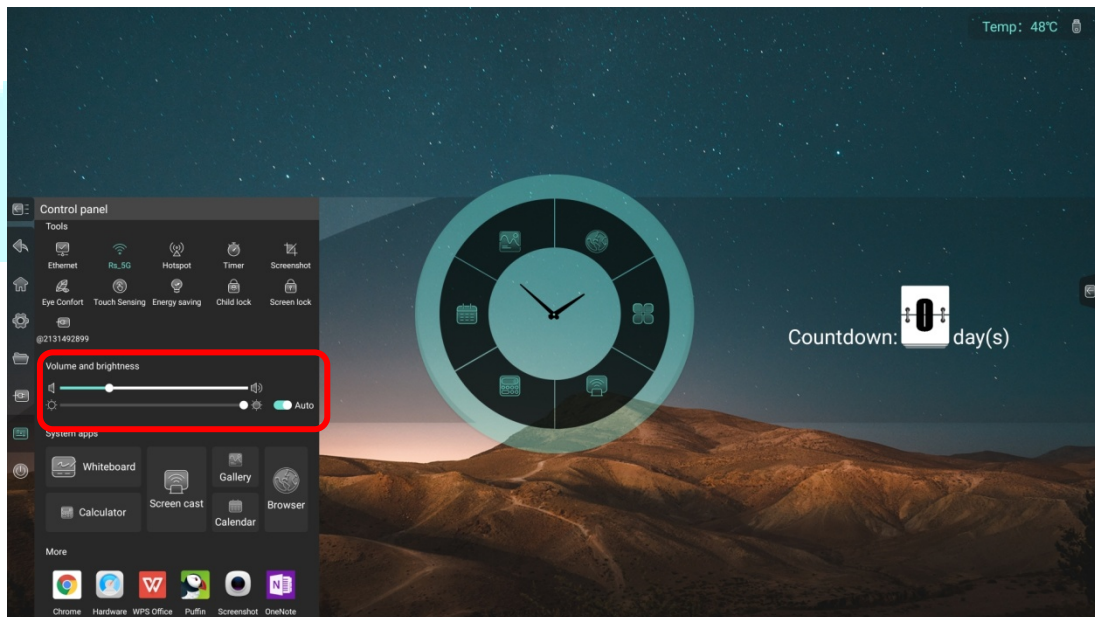 Temp: 48℃
Control panel
Tools
Ethernet Rs_5G Hotspot Timer Screenshot
Eye Confort Touch Sensing Energy saving Child lock Screen lock
@2131492899
Volume and brightness
Auto
System apps
Whiteboard
Screen cast
Gallery
Browser
Calculator
Calendar
More
Chrome Hardware WPS Office Puffin Screenshot OneNote
Countdown: 0 day(s)